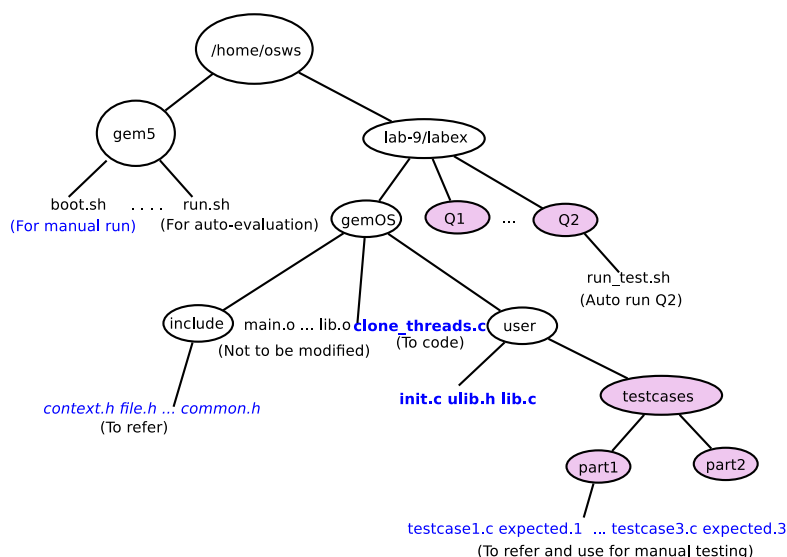 /home/osws
gem5
lab-9/labex
boot.sh . . . . run.sh
(For manual run) (For auto-evaluation)
gemOS
Q1 ... Q2
run_test.sh
(Auto run Q2)
include main.o ... lib.o clone_threads.c user
(Not to be modified) (To code)
context.h file.h ... common.h
(To refer)
init.c ulib.h lib.c
testcases
part1 part2
testcase1.c expected.1 ... testcase3.c expected.3
(To refer and use for manual testing)